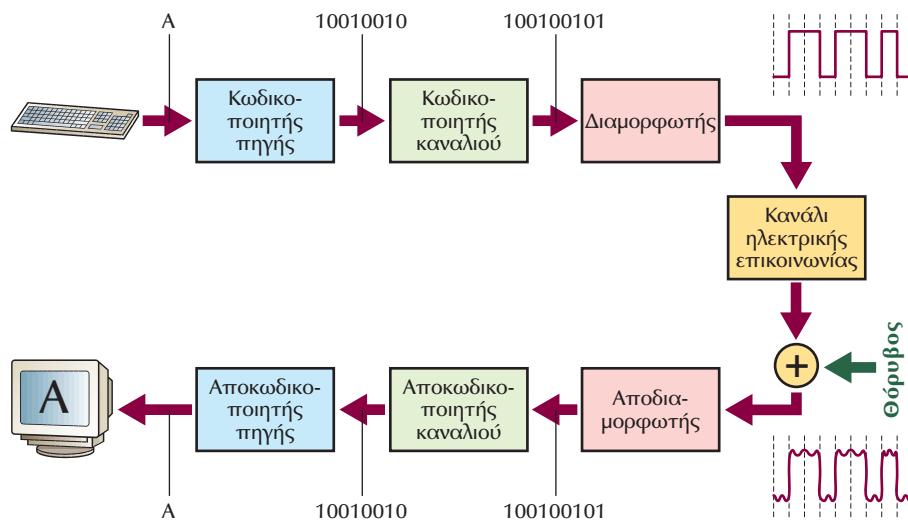 A
10010010
100100101
Κωδικο-
ποιητής
πηγής
Κωδικο-
ποιητής
καναλιού
Διαμορφωτής
Κανάλι
ηλεκτρικής
επικοινωνίας
+
Θόρυβος
A
Αποκωδικο-
ποιητής
πηγής
Αποκωδικο-
ποιητής
καναλιού
Αποδια-
μορφωτής
A
10010010
100100101